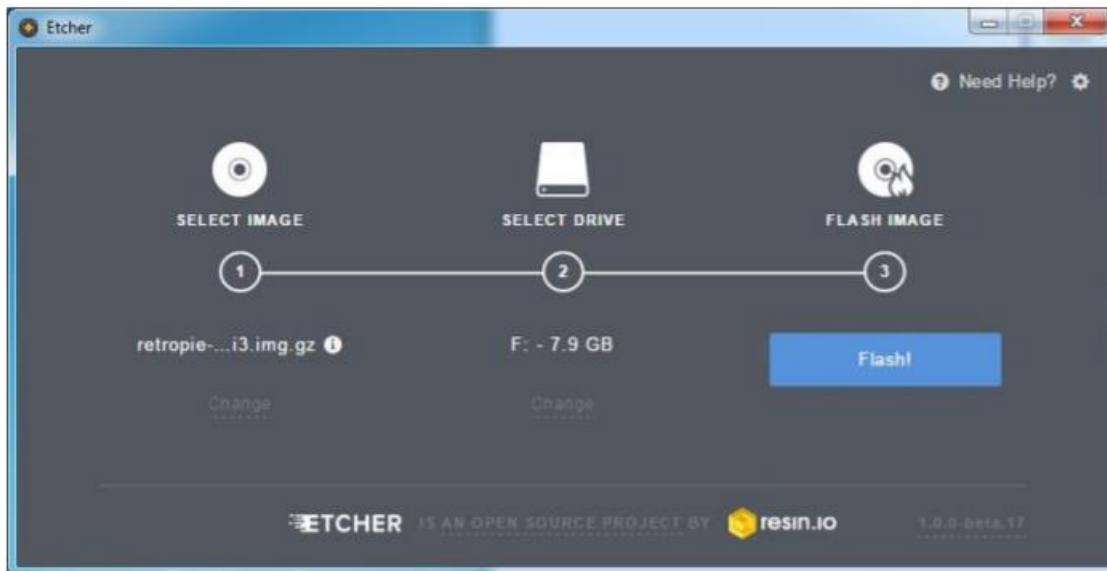 Etcher
Need Help?
SELECT IMAGE
SELECT DRIVE
FLASH IMAGE
1
2
3
retropie-...i3.img.gz
F: - 7.9 GB
Flash!
Change
Change
ETCHER IS AN OPEN SOURCE PROJECT BY resin.io
1.0.0-beta.17